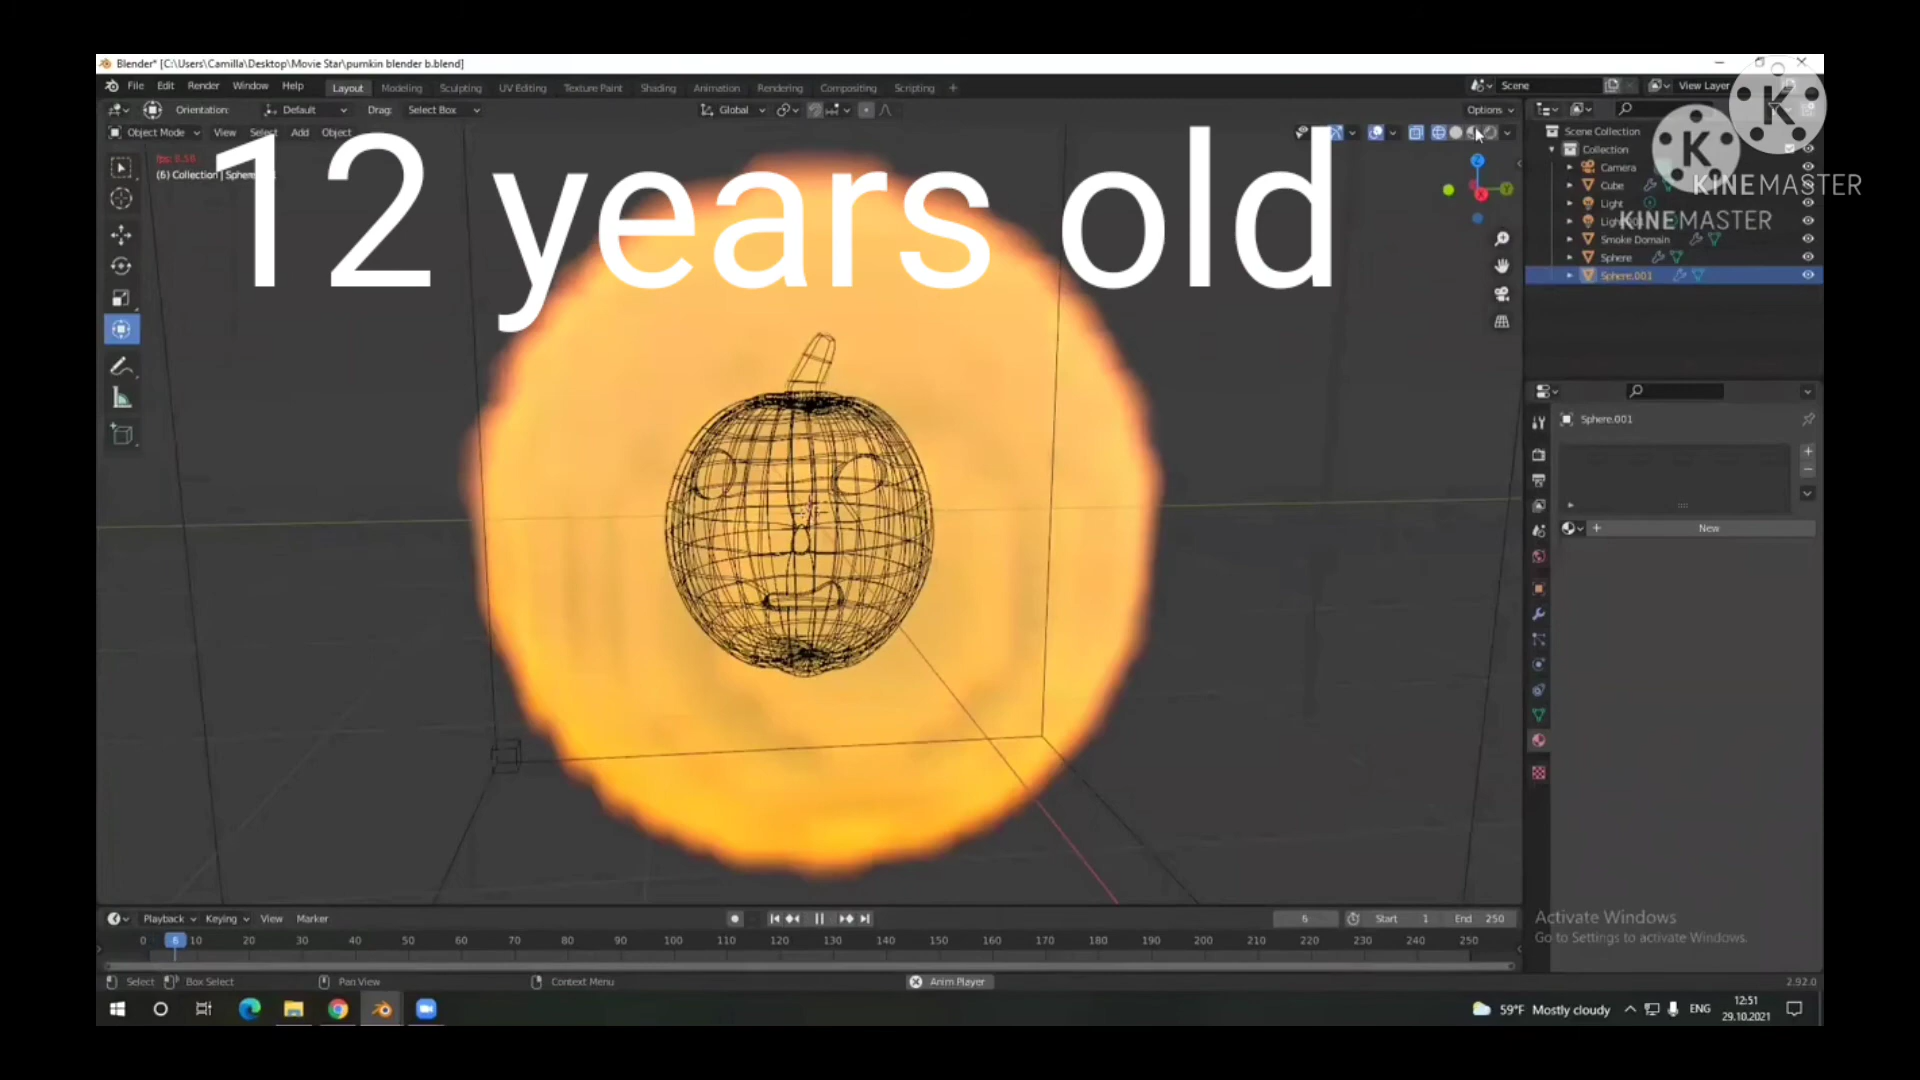 Blender* [C:\Users\Camilla\Desktop\Movie Star\pumkin blender b.blend]
File Edit Render Window Help Layout Modeling Sculpting UV Editing Texture Paint Shading Animation Rendering Compositing Scripting + Scene View Layer
Orientation: Default Drag: Select Box Global Options
Object Mode View Select Add Object
Scene Collection
Collection
fps: 0.56
(6) Collection | Sphere
12 years old
Camera
Cube
Light
Light
Smoke Domain
Sphere
Sphere.001
K
K
KINEMASTER
KINEMASTER
Z
Y
X
Sphere.001
New
Playback Keying View Marker 6 Start 1 End 250
0 6 10 20 30 40 50 60 70 80 90 100 110 120 130 140 150 160 170 180 190 200 210 220 230 240 250
Activate Windows
Go to Settings to activate Windows.
Select Box Select Pan View Context Menu Anim Player 2.92.0
59°F Mostly cloudy ENG 12:51
29.10.2021